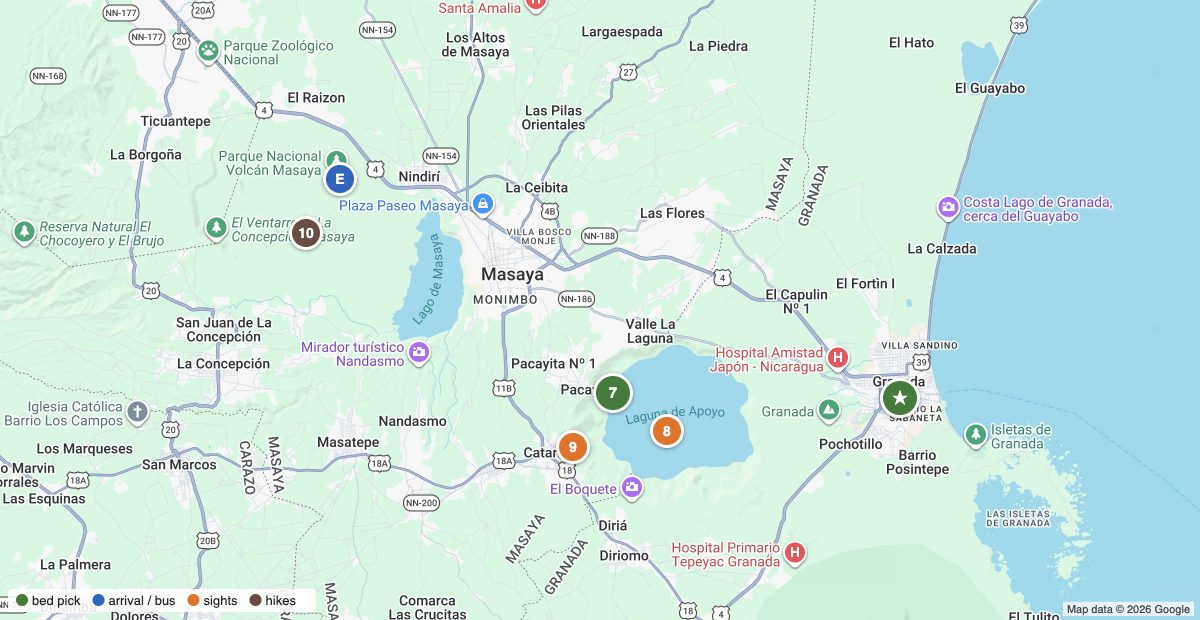 NN-177
20A
Santa Amalia
H
NN-177
20
NN-154
Los Altos
de Masaya
Largaespada
La Piedra
39
El Hato
Parque Zoológico
Nacional
NN-168
27
El Guayabo
El Raizon
4
Las Pilas
Orientales
Ticuantepe
La Borgoña
Parque Nacional
Volcán Masaya
E
4
Nindirí
NN-154
MASAYA
GRANADA
La Ceibita
Plaza Paseo Masaya
4B
Las Flores
Costa Lago de Granada,
cerca del Guayabo
Reserva Natural El
Chocoyero y El Brujo
10
VILLA BOSCO
MONJE
NN-188
La Calzada
Lago de Masaya
Masaya
4
El Fortìn I
20
MONIMBO
NN-186
El Capulin
Nº 1
San Juan de La
Concepción
Valle La
Laguna
VILLA SANDINO
Mirador turístico
Nandasmo
La Concepción
Pacayita Nº 1
Hospital Amistad
Japón - Nicaragua
H
39
11B
7
Laguna de Apoyo
Granada
Iglesia Católica
Barrio Los Campos
20
Nandasmo
8
Granada
SABANETA
Los Marqueses
Masatepe
9
Isletas de
Granada
Pochotillo
San Marcos
CARAZO
MASAYA
18A
18A
18
Barrio
Posintepe
18A
Las Esquinas
El Boquete
NN-200
LAS ISLETAS
DE GRANADA
Diriá
MASAYA
GRANADA
20B
Diriomo
Hospital Primario
Tepeyac Granada
H
La Palmera
bed pick
arrival / bus
sights
hikes
Comarca
Las Crucitas
18
4
Dolores
El Tulito
Map data © 2026 Google